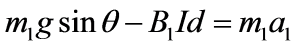 m₁g sin θ − B₁Id = m₁a₁